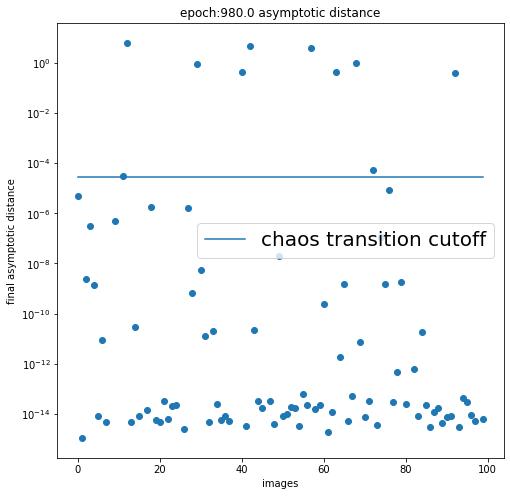 epoch:980.0 asymptotic distance
final asymptotic distance
10⁰
10⁻²
10⁻⁴
10⁻⁶
10⁻⁸
10⁻¹⁰
10⁻¹²
10⁻¹⁴
chaos transition cutoff
0 20 40 60 80 100
images